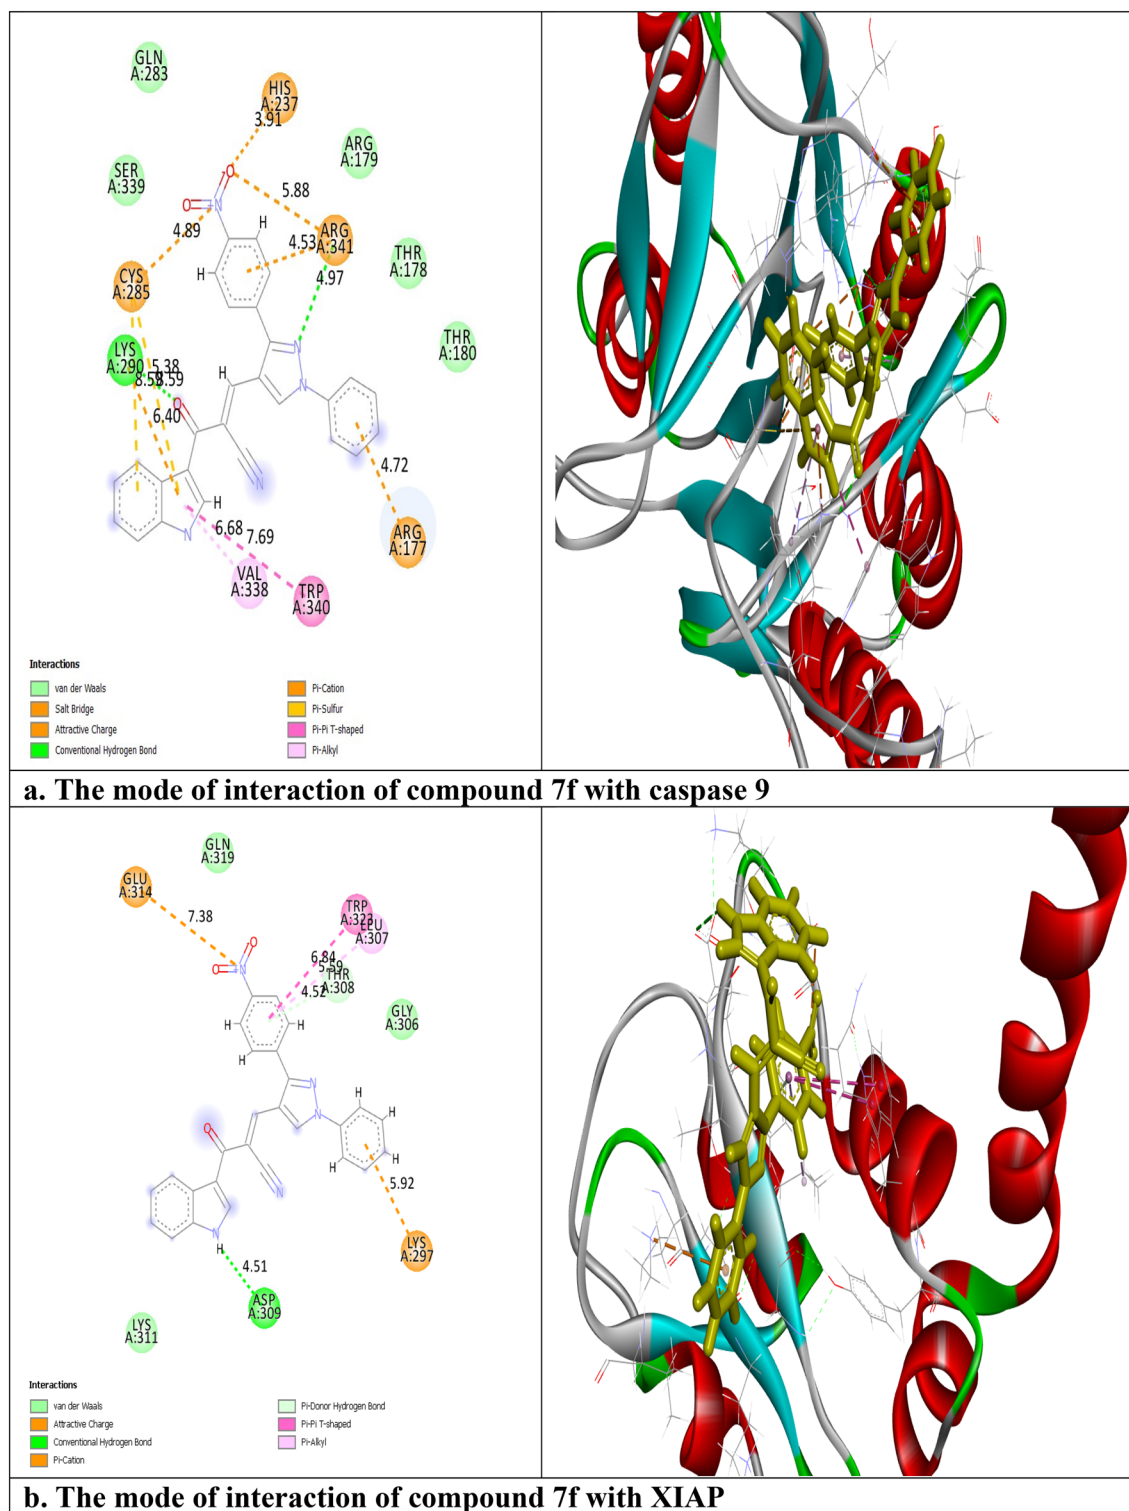 GLN
A:283
HIS
A:237
3.91
ARG
A:179
SER
A:339
O
N+
O
5.88
4.89
H
ARG
A:341
4.53
THR
A:178
H
CYS
A:285
4.97
THR
A:180
LYS
A:290
5.38
8.59
H
N
N
O
6.40
4.72
N
H
N
6.68
7.69
ARG
A:177
VAL
A:338
TRP
A:340
Interactions
van der Waals
Salt Bridge
Attractive Charge
Conventional Hydrogen Bond
Pi-Cation
Pi-Sulfur
Pi-Pi T-shaped
Pi-Alkyl
a. The mode of interaction of compound 7f with caspase 9
GLN
A:319
GLU
A:314
TRP
A:323
LEU
A:307
7.38
O
O
N+
6.84
5.59
THR
A:308
4.52
GLY
A:306
H
H
H
N
N
H
H
H
H
O
5.92
N
N
H
LYS
A:297
4.51
ASP
A:309
LYS
A:311
Interactions
van der Waals
Attractive Charge
Conventional Hydrogen Bond
Pi-Cation
Pi-Donor Hydrogen Bond
Pi-Pi T-shaped
Pi-Alkyl
b. The mode of interaction of compound 7f with XIAP